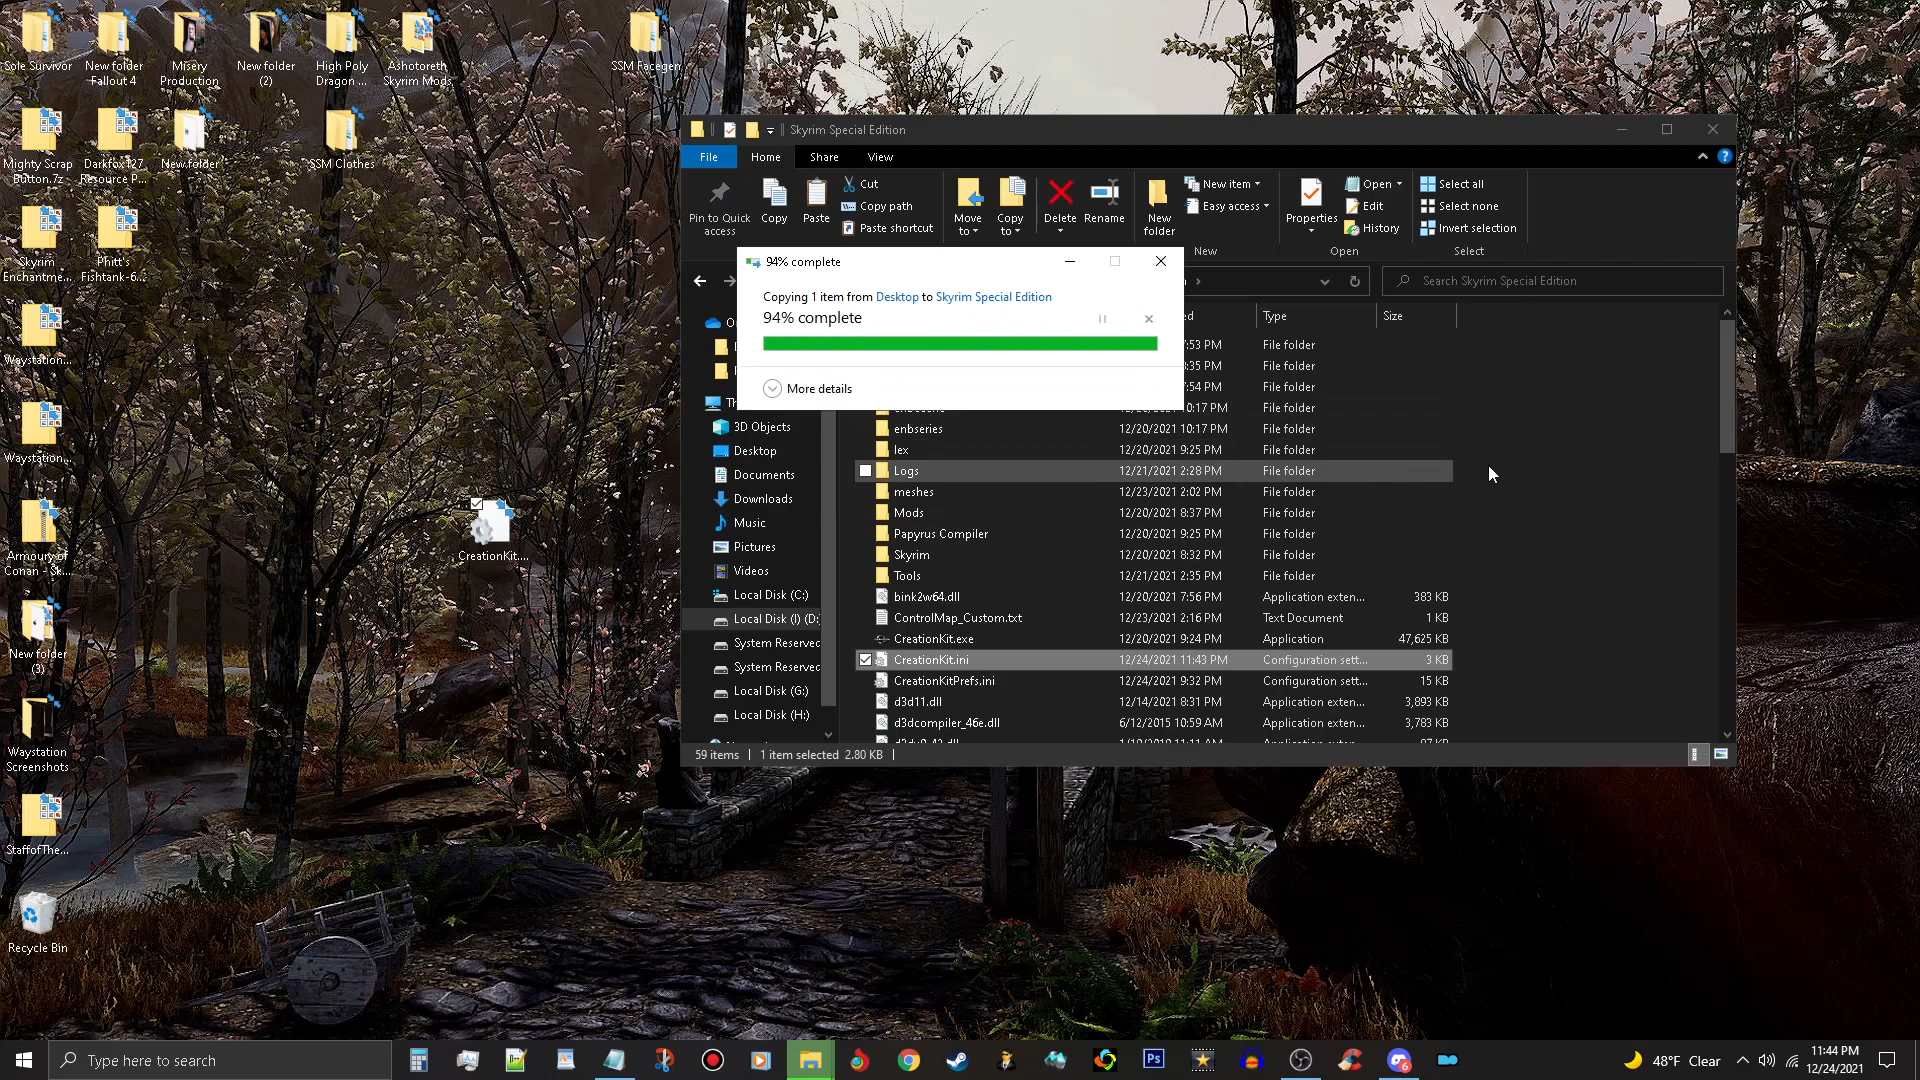 Sole Survivor
New folder
Fallout 4
Misery
Production
New folder
(2)
High Poly
Dragon ...
Ashotoreth
Skyrim Mods
SSM Facegen
Mighty Scrap
Button.7z
Darkfox127
Resource P...
New folder
SSM Clothes
Skyrim
Enchantme...
Phitt's
Fishtank-6...
Waystation...
Waystation...
CreationKit....
Armoury of
Conan - Sk...
New folder
(3)
Waystation
Screenshots
StaffofThe...
Recycle Bin
Skyrim Special Edition
File
Home
Share
View
Pin to Quick
access
Copy
Paste
Cut
Copy path
Paste shortcut
Move
to
Copy
to
Delete
Rename
New
folder
New item
Easy access
New
Properties
Open
Edit
History
Open
Select all
Select none
Invert selection
Select
94% complete
Copying 1 item from Desktop to Skyrim Special Edition
94% complete
More details
Search Skyrim Special Edition
Type
Size
7:53 PM File folder
8:35 PM File folder
7:54 PM File folder
10:17 PM File folder
enbseries 12/20/2021 10:17 PM File folder
lex 12/20/2021 9:25 PM File folder
Logs 12/21/2021 2:28 PM File folder
meshes 12/23/2021 2:02 PM File folder
Mods 12/20/2021 8:37 PM File folder
Papyrus Compiler 12/20/2021 9:25 PM File folder
Skyrim 12/20/2021 8:32 PM File folder
Tools 12/21/2021 2:35 PM File folder
bink2w64.dll 12/20/2021 7:56 PM Application exten... 383 KB
ControlMap_Custom.txt 12/23/2021 2:16 PM Text Document 1 KB
CreationKit.exe 12/20/2021 9:24 PM Application 47,625 KB
CreationKit.ini 12/24/2021 11:43 PM Configuration sett... 3 KB
CreationKitPrefs.ini 12/24/2021 9:32 PM Configuration sett... 15 KB
d3d11.dll 12/14/2021 8:31 PM Application exten... 3,893 KB
d3dcompiler_46e.dll 6/12/2015 10:59 AM Application exten... 3,783 KB
3D Objects
Desktop
Documents
Downloads
Music
Pictures
Videos
Local Disk (C:)
Local Disk (I) (D:
System Reserved
System Reserved
Local Disk (G:)
Local Disk (H:)
59 items
1 item selected 2.80 KB
Type here to search
Ps
6
48°F Clear
11:44 PM
12/24/2021